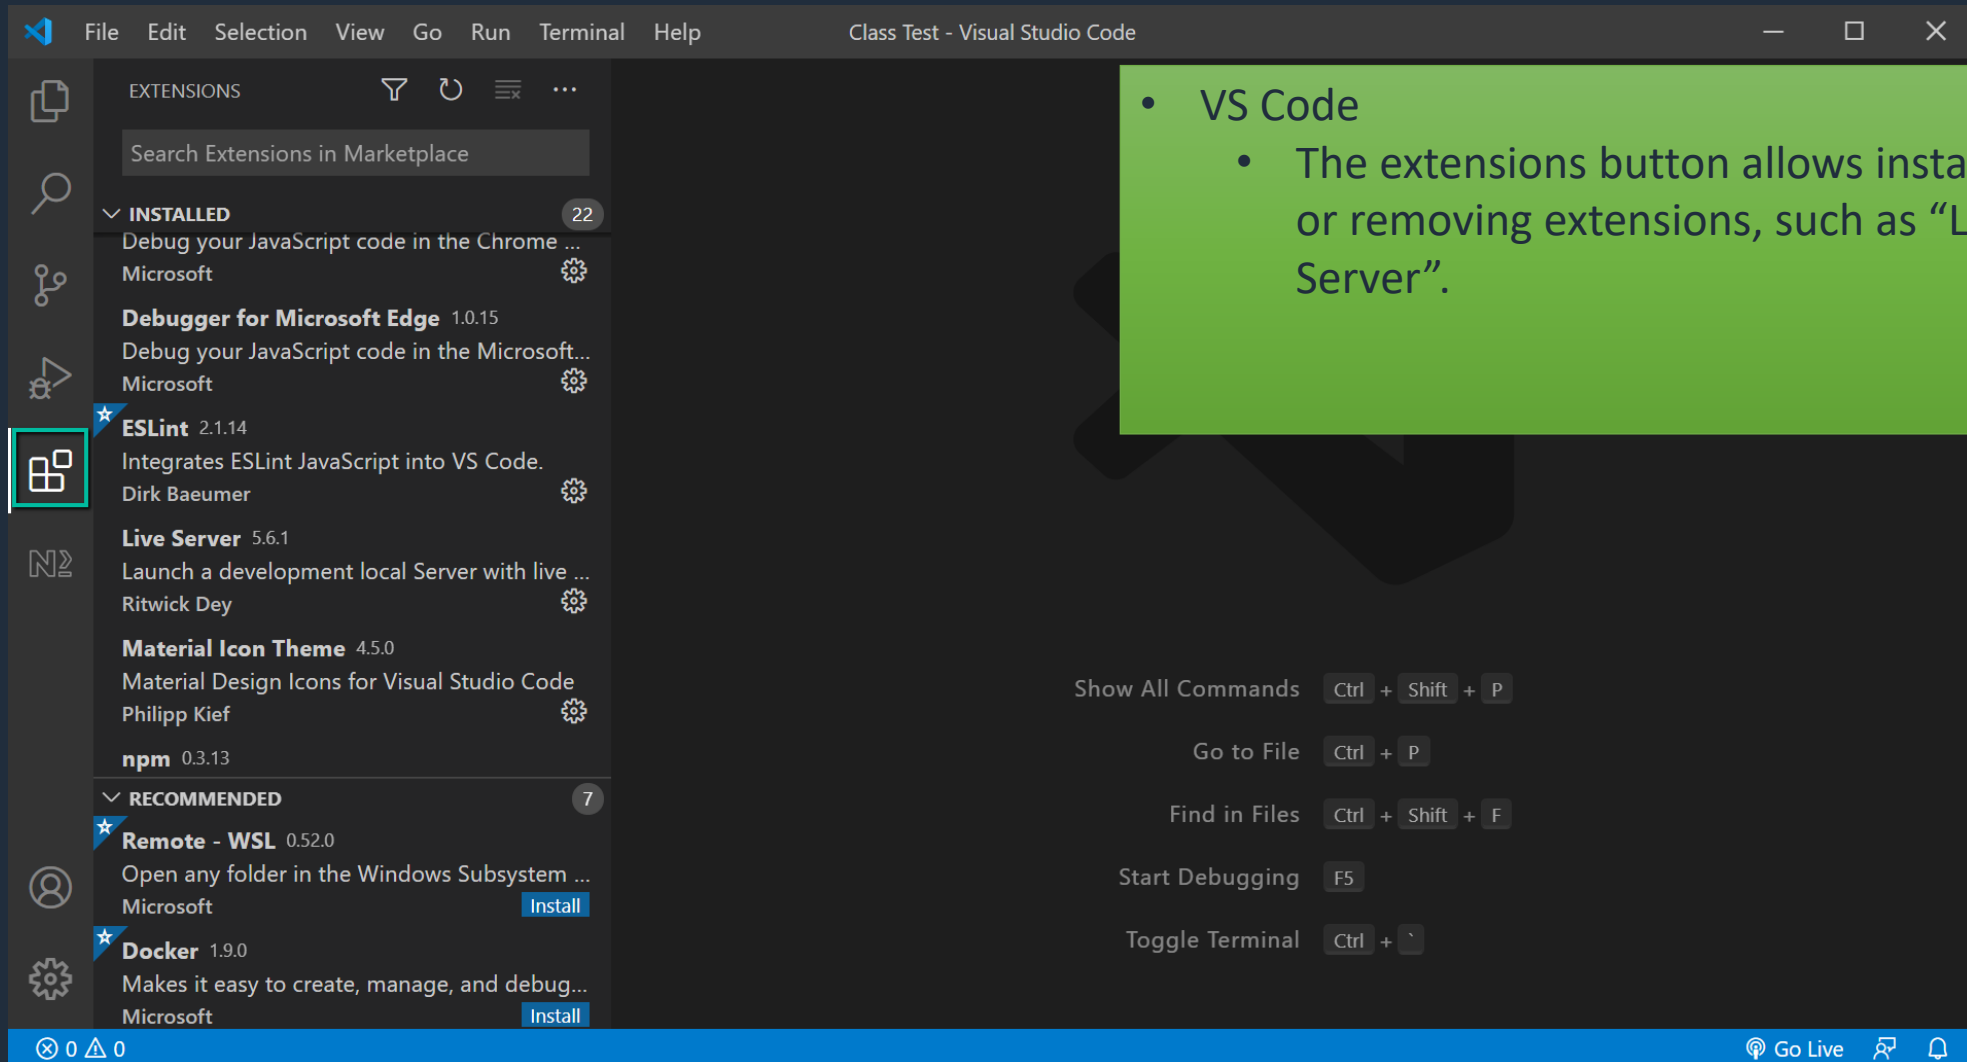 File Edit Selection View Go Run Terminal Help Class Test - Visual Studio Code
EXTENSIONS
Search Extensions in Marketplace
INSTALLED 22
Debug your JavaScript code in the Chrome ...
Microsoft
Debugger for Microsoft Edge 1.0.15
Debug your JavaScript code in the Microsoft...
Microsoft
ESLint 2.1.14
Integrates ESLint JavaScript into VS Code.
Dirk Baeumer
Live Server 5.6.1
Launch a development local Server with live ...
Ritwick Dey
Material Icon Theme 4.5.0
Material Design Icons for Visual Studio Code
Philipp Kief
npm 0.3.13
RECOMMENDED 7
Remote - WSL 0.52.0
Open any folder in the Windows Subsystem ...
Microsoft Install
Docker 1.9.0
Makes it easy to create, manage, and debug...
Microsoft Install
• VS Code
• The extensions button allows insta
or removing extensions, such as “L
Server”.
Show All Commands Ctrl + Shift + P
Go to File Ctrl + P
Find in Files Ctrl + Shift + F
Start Debugging F5
Toggle Terminal Ctrl + `
0 0 Go Live